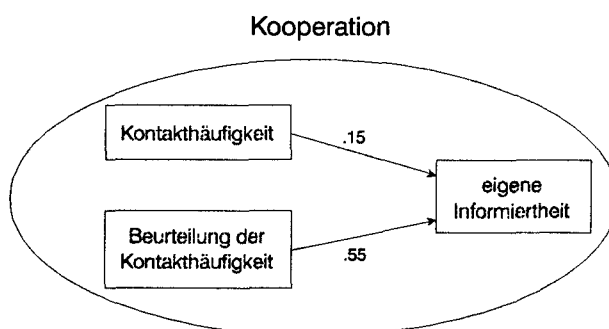 Kooperation
Kontakthäufigkeit
.15
eigene
Informiertheit
Beurteilung der
Kontakthäufigkeit
.55